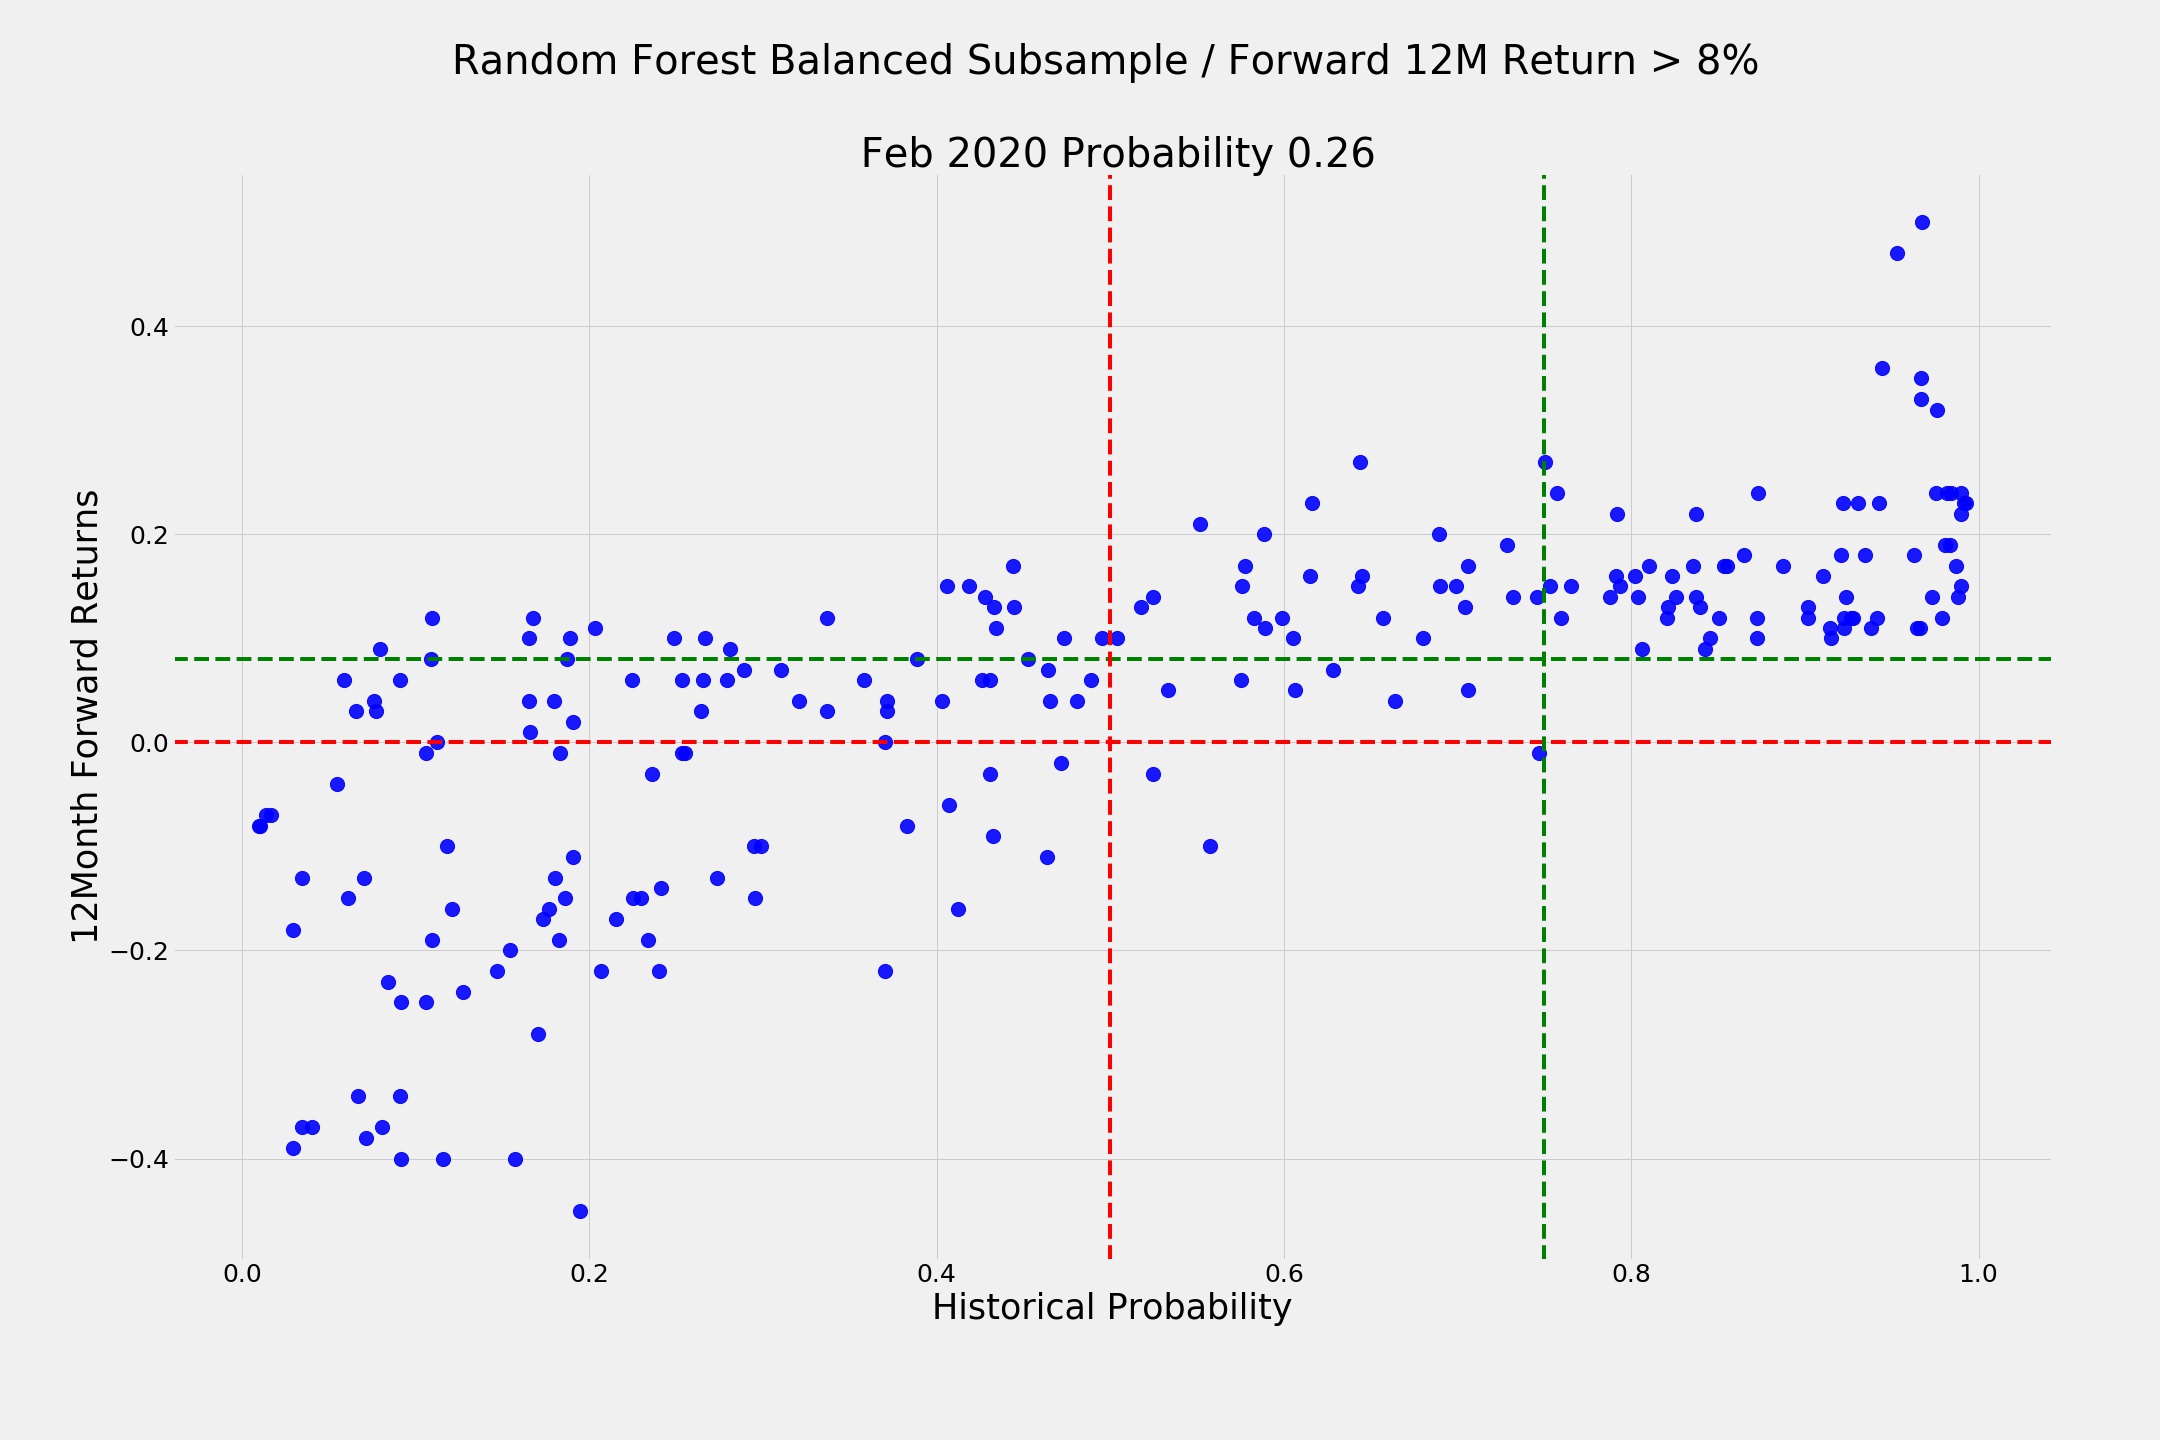 Random Forest Balanced Subsample / Forward 12M Return > 8%
Feb 2020 Probability 0.26
12Month Forward Returns
0.4
0.2
0.0
−0.2
−0.4
0.0 0.2 0.4 0.6 0.8 1.0
Historical Probability